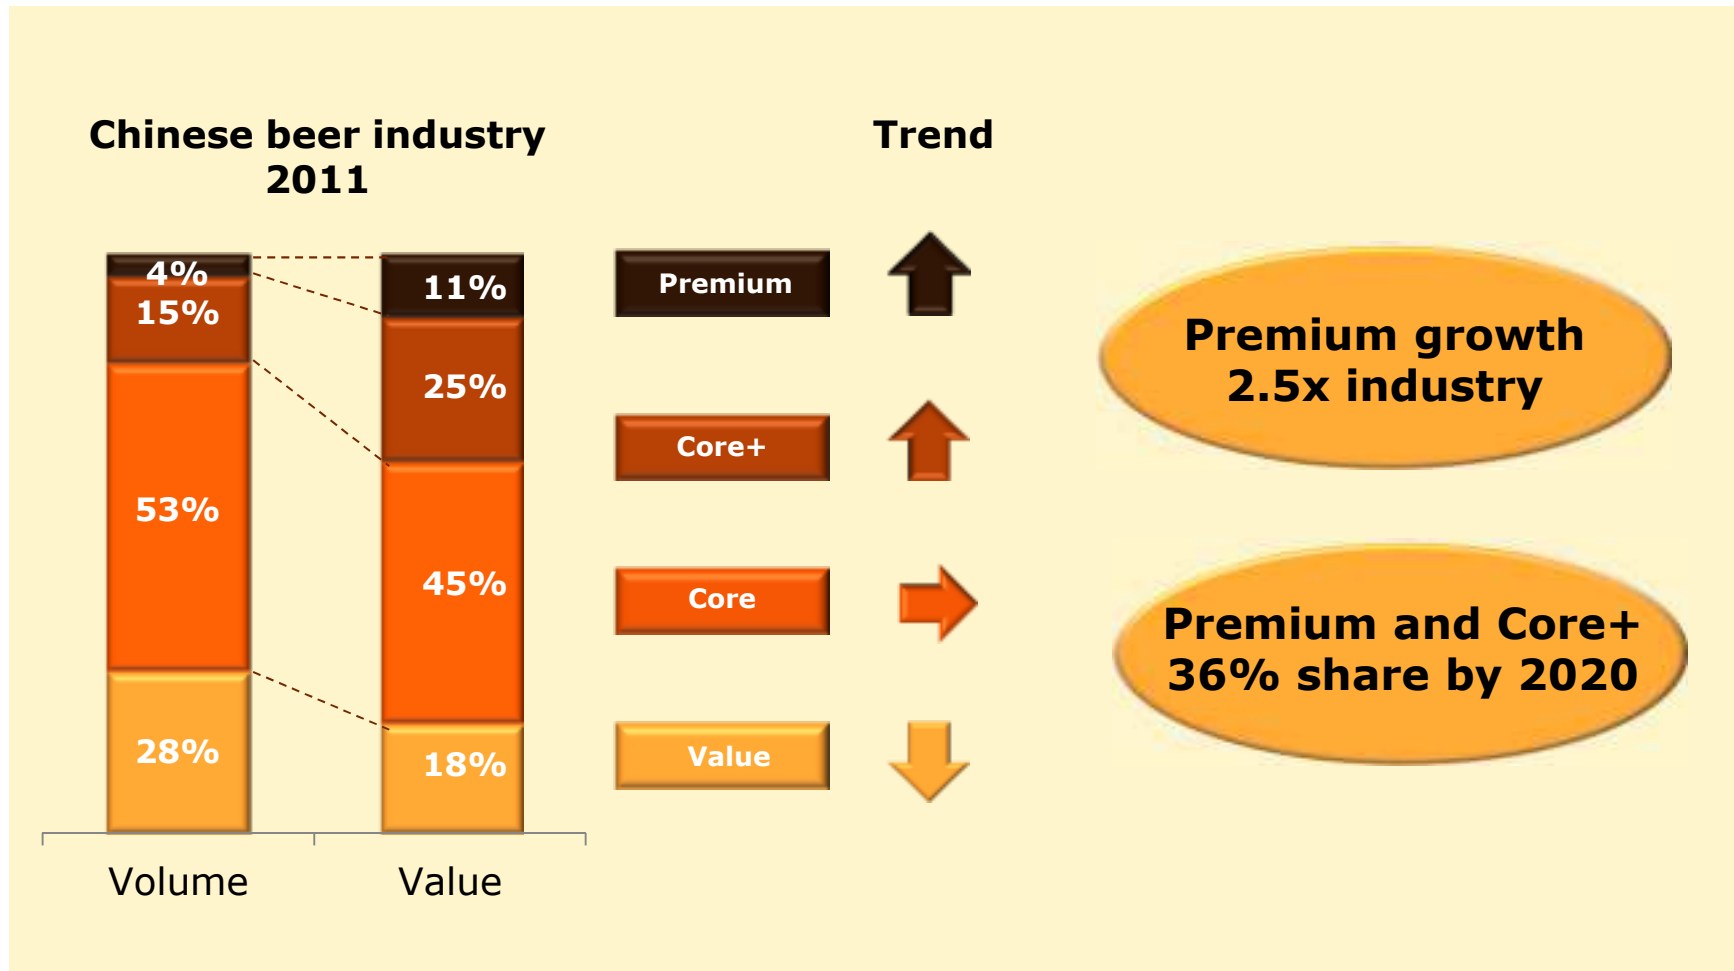 Chinese beer industry
2011
Trend
4%
15%
53%
28%
11%
25%
45%
18%
Volume
Value
Premium
Core+
Core
Value
Premium growth
2.5x industry
Premium and Core+
36% share by 2020